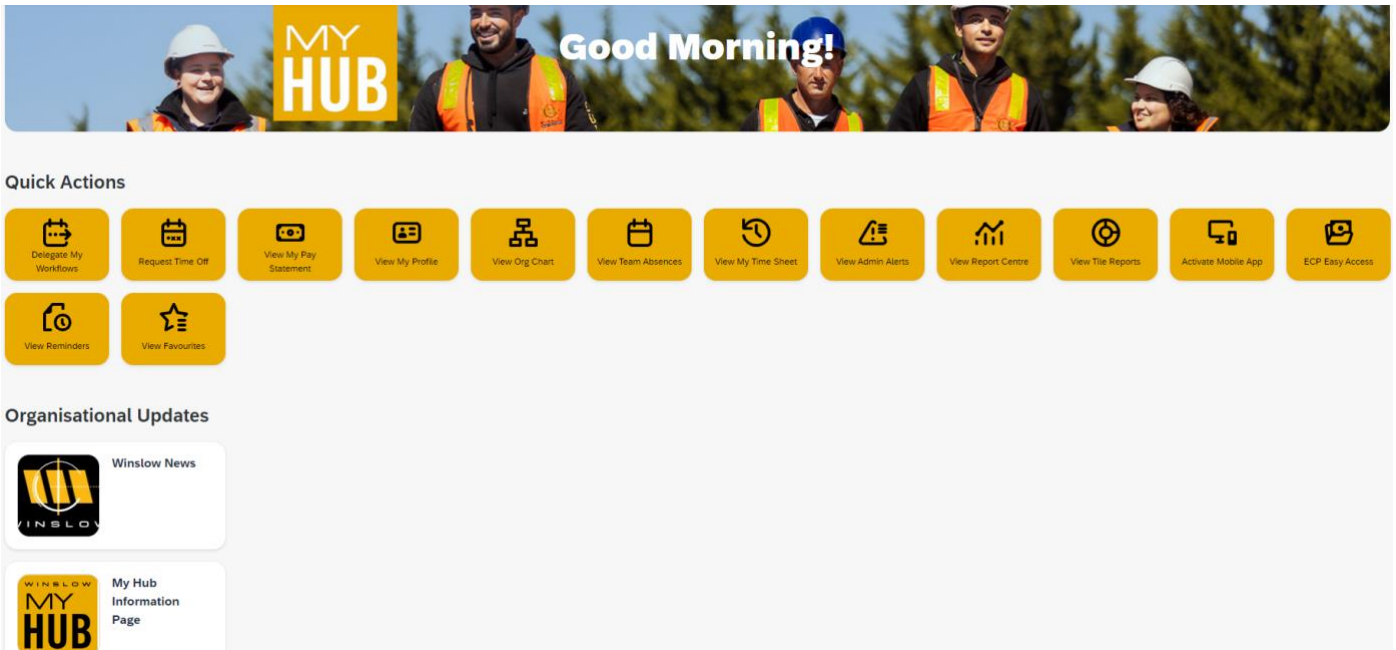 MY
HUB
Good Morning!
Quick Actions
Delegate My
Workflows
Request Time Off
View My Pay
Statement
View My Profile
View Org Chart
View Team Absences
View My Time Sheet
View Admin Alerts
View Report Centre
View Tile Reports
Activate Mobile App
ECP Easy Access
View Reminders
View Favourites
Organisational Updates
WINSLOW
Winslow News
WINSLOW
MY
HUB
My Hub
Information
Page